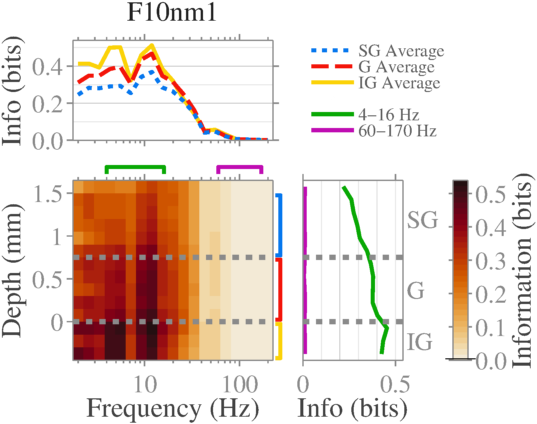 F10nm1
Info (bits)
0.4
0.2
0.0
SG Average
G Average
IG Average
4–16 Hz
60–170 Hz
Depth (mm)
1.5
1.0
0.5
0
10
100
Frequency (Hz)
SG
G
IG
0
0.5
Info (bits)
0.5
0.4
0.3
0.2
0.1
0.0
Information (bits)